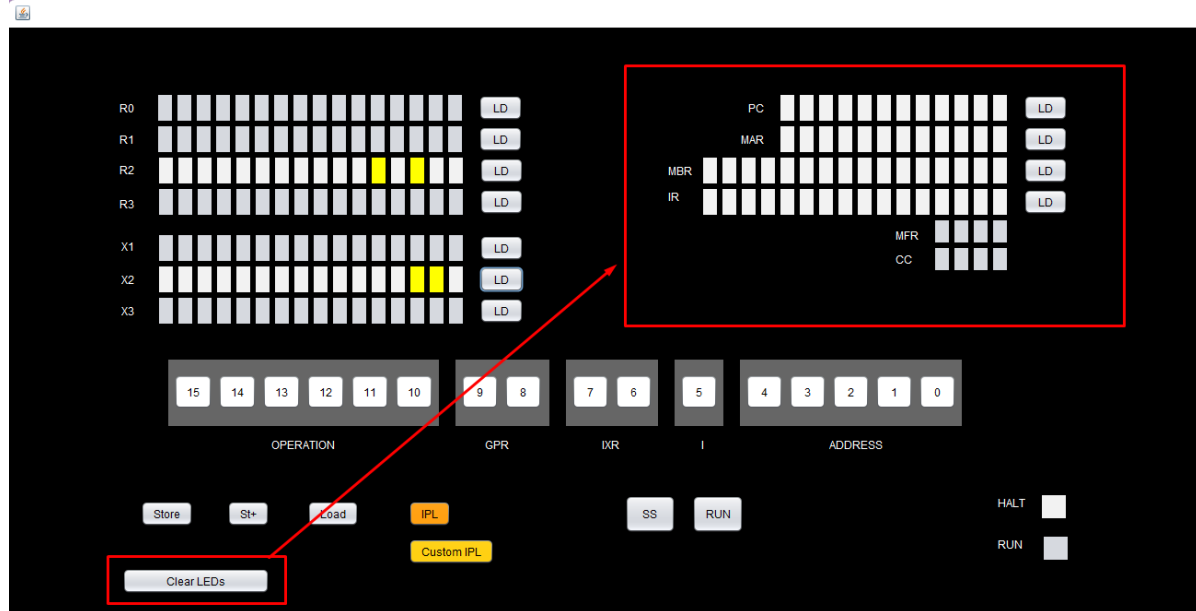 R0 LD PC LD
R1 LD MAR LD
R2 LD MBR LD
R3 LD IR LD
MFR
X1 LD CC
X2 LD
X3 LD
15 14 13 12 11 10 9 8 7 6 5 4 3 2 1 0
OPERATION GPR IXR I ADDRESS
Store St+ Load IPL SS RUN HALT
Custom IPL RUN
Clear LEDs